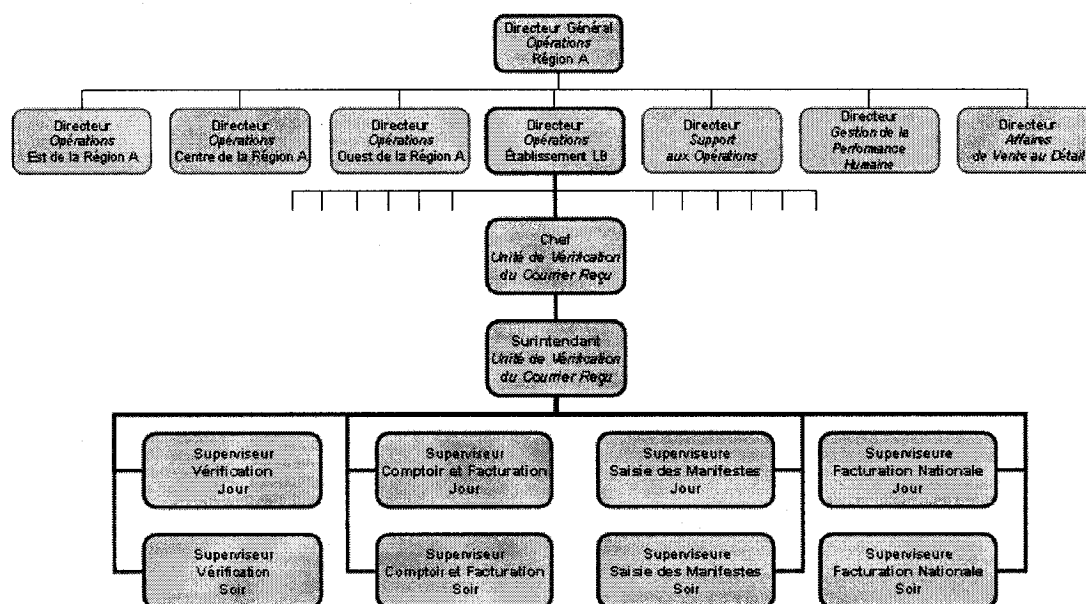 Directeur Général
Opérations
Région A
Directeur
Opérations
Est de la Région A
Directeur
Opérations
Centre de la Région A
Directeur
Opérations
Ouest de la Région A
Directeur
Opérations
Établissement LB
Directeur
Support
aux Opérations
Directeur
Gestion de la
Performance
Humaine
Directeur
Affaires
de Vente au Détail
Chef
Unité de Vérification
du Courrier Reçu
Surintendant
Unité de Vérification
du Courrier Reçu
Superviseur
Vérification
Jour
Superviseur
Comptoir et Facturation
Jour
Superviseure
Saisie des Manifestes
Jour
Superviseure
Facturation Nationale
Jour
Superviseur
Vérification
Soir
Superviseur
Comptoir et Facturation
Soir
Superviseure
Saisie des Manifestes
Soir
Superviseure
Facturation Nationale
Soir